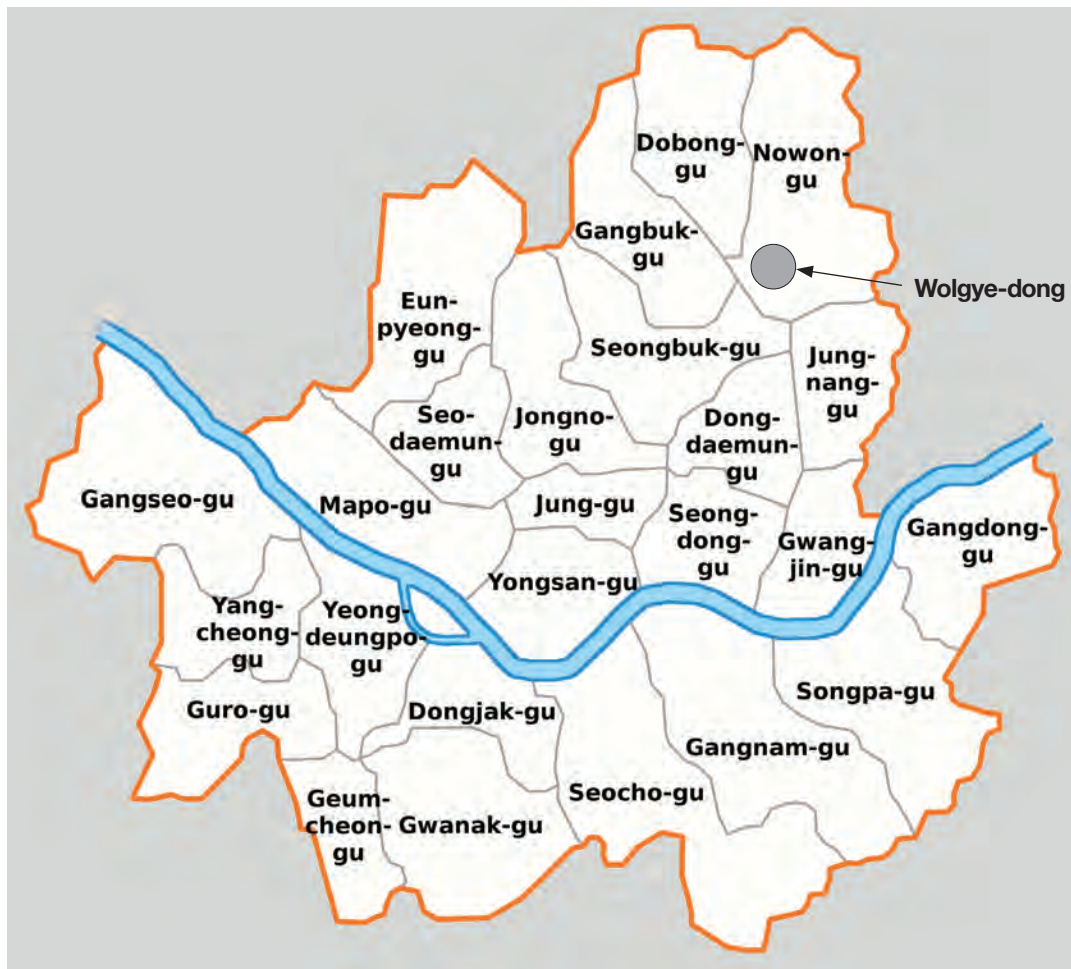 Dobong-
gu
Nowon-
gu
Gangbuk-
gu
Wolgye-dong
Eun-
pyeong-
gu
Seongbuk-gu
Jung-
nang-
gu
Seo-
daemun-
gu
Jongno-
gu
Dong-
daemun-
gu
Gangseo-gu
Mapo-gu
Jung-gu
Seong-
dong-
gu
Gwang-
jin-gu
Gangdong-
gu
Yongsan-gu
Yang-
cheong-
gu
Yeong-
deungpo-
gu
Songpa-gu
Guro-gu
Dongjak-gu
Gangnam-gu
Seocho-gu
Geum-
cheon-
gu
Gwanak-gu